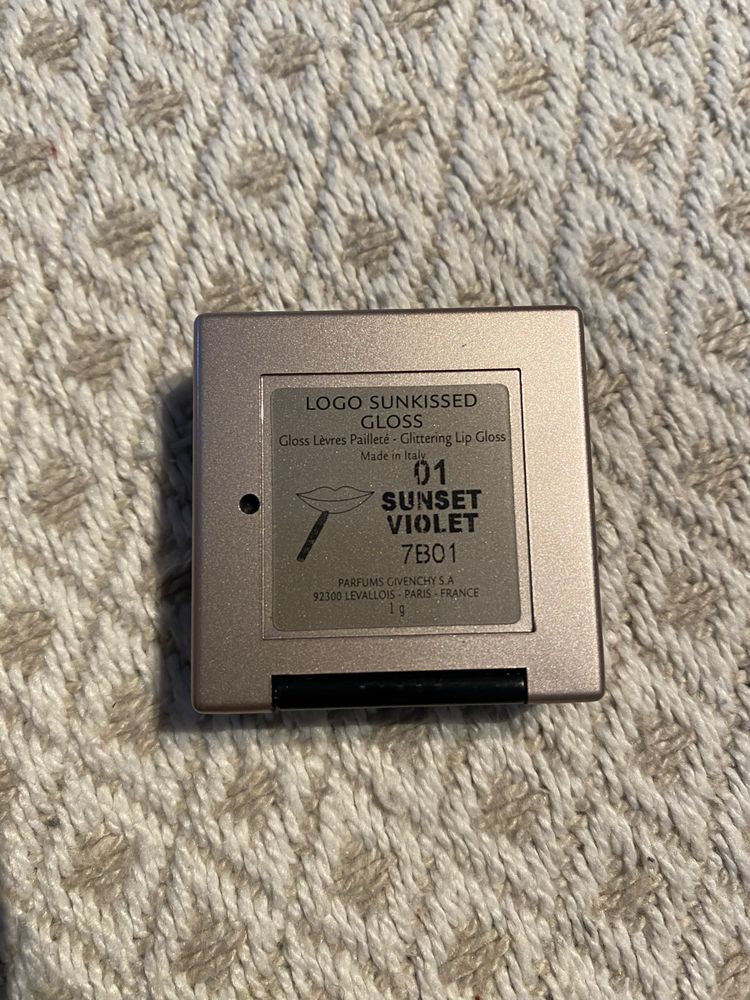 LOGO SUNKISSED
GLOSS
Gloss Lèvres Pailleté - Glittering Lip Gloss
Made in Italy
01
SUNSET
VIOLET
7B01
PARFUMS GIVENCHY S.A
92300 LEVALLOIS - PARIS - FRANCE
1 g